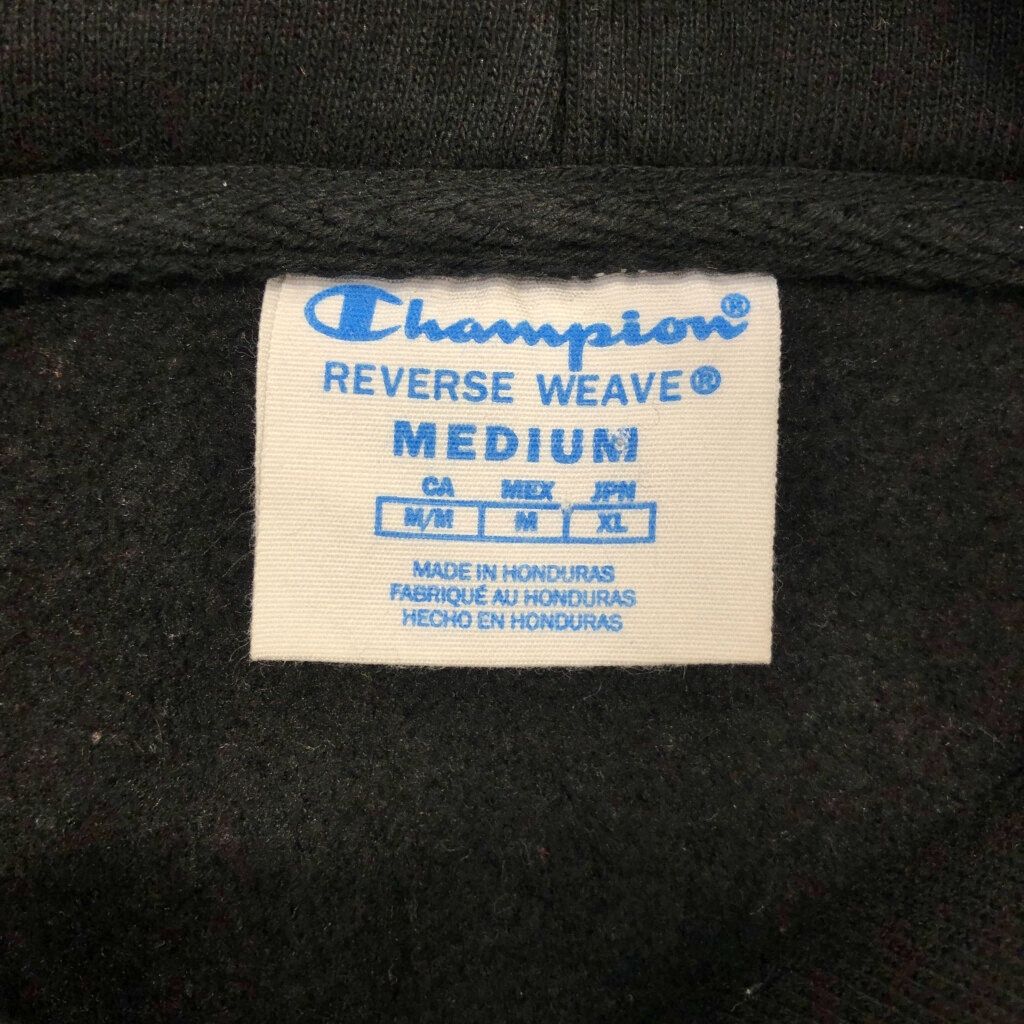 Champion®
REVERSE WEAVE®
MEDIUM
CA MEX JPN
M/M M XL
MADE IN HONDURAS
FABRIQUÉ AU HONDURAS
HECHO EN HONDURAS